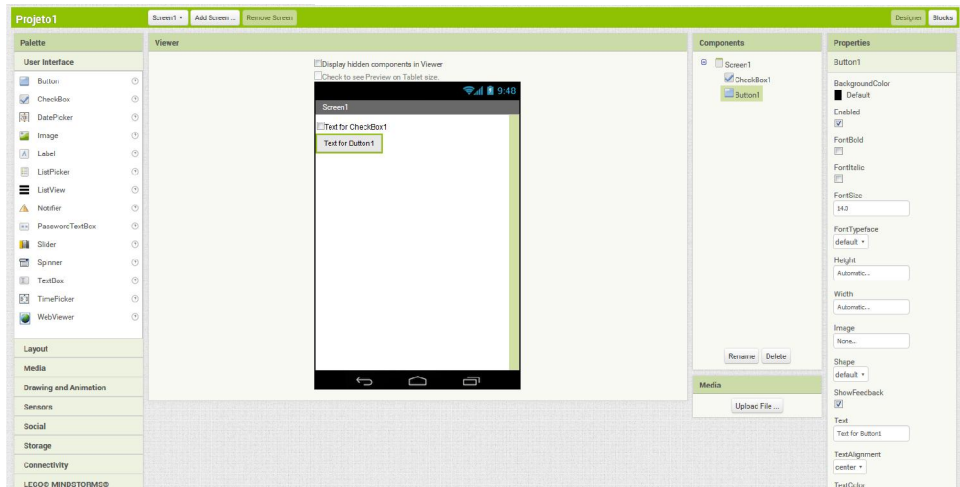 Projeto1
Screen1
Add Screen ...
Remove Screen
Designer
Blocks
Palette
User Interface
Button
CheckBox
DatePicker
Image
Label
ListPicker
ListView
Notifier
PasswordTextBox
Slider
Spinner
TextBox
TimePicker
WebViewer
Layout
Media
Drawing and Animation
Sensors
Social
Storage
Connectivity
LEGO® MINDSTORMS®
Viewer
Display hidden components in Viewer
Check to see Preview on Tablet size.
9:48
Screen1
Text for CheckBox1
Text for Button1
Components
Screen1
CheckBox1
Button1
Rename
Delete
Media
Upload File ...
Properties
Button1
BackgroundColor
Default
Enabled
FontBold
FontItalic
FontSize
14.0
FontTypeface
default
Height
Automatic...
Width
Automatic...
Image
None...
Shape
default
ShowFeedback
Text
Text for Button1
TextAlignment
center
TextColor